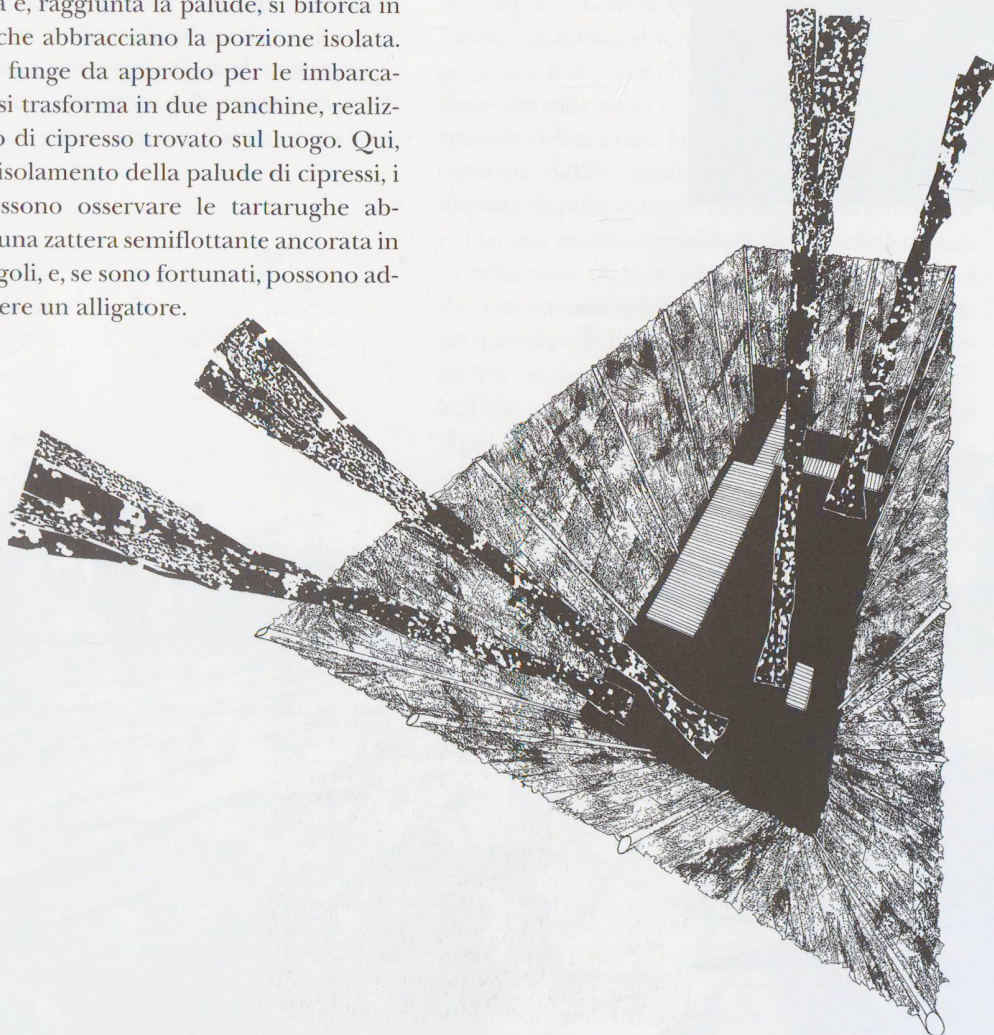 e, raggiunta la palude, si biforca in
che abbracciano la porzione isolata.
funge da approdo per le imbarca-
si trasforma in due panchine, realiz-
di cipresso trovato sul luogo. Qui,
isolamento della palude di cipressi, i
ssono osservare le tartarughe ab-
una zattera semiflottante ancorata in
goli, e, se sono fortunati, possono ad-
ere un alligatore.